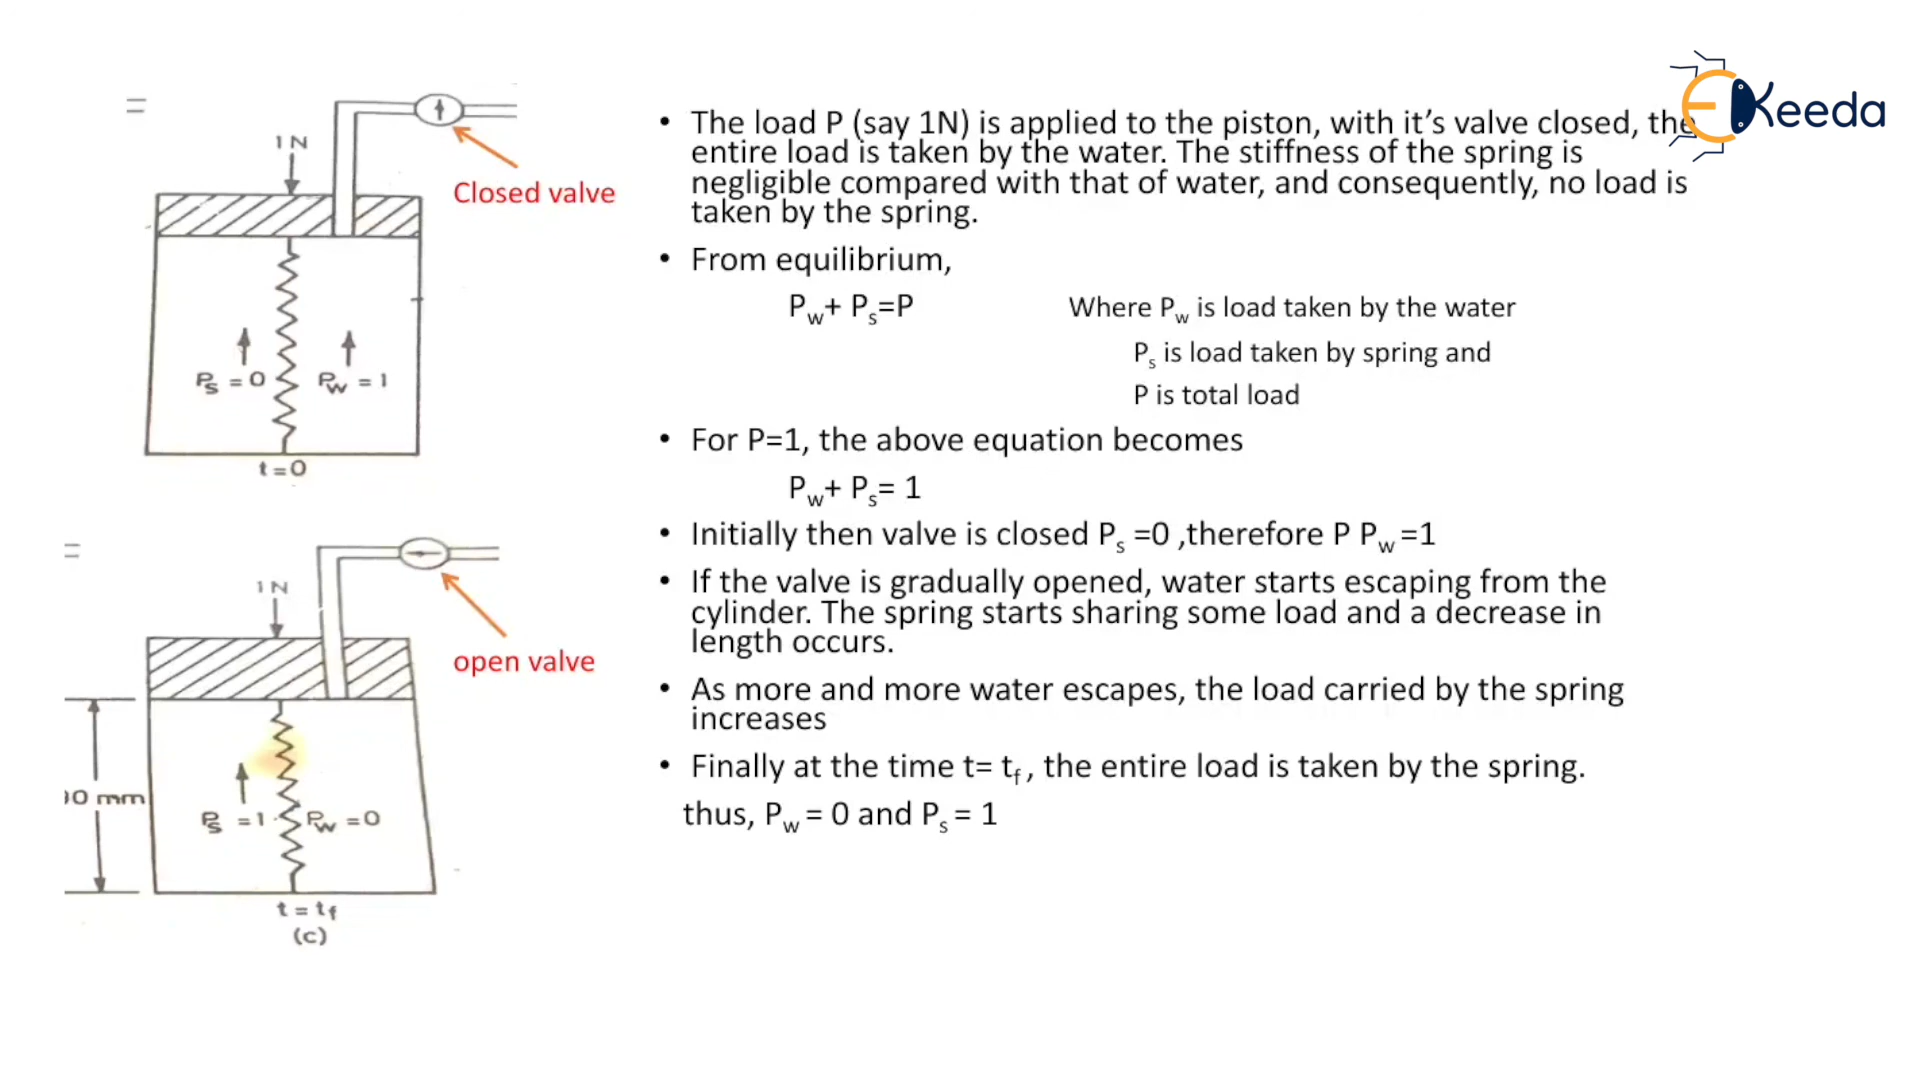 =
1N
Closed valve
Ps = 0
Pw = 1
t = 0
=
1N
open valve
00 mm
Ps = 1
Pw = 0
t = tf
(c)
EKeeda
• The load P (say 1N) is applied to the piston, with it's valve closed, the
entire load is taken by the water. The stiffness of the spring is
negligible compared with that of water, and consequently, no load is
taken by the spring.
• From equilibrium,
Pw+ Ps=P Where Pw is load taken by the water
Ps is load taken by spring and
P is total load
• For P=1, the above equation becomes
Pw+ Ps= 1
• Initially then valve is closed Ps =0 ,therefore P Pw =1
• If the valve is gradually opened, water starts escaping from the
cylinder. The spring starts sharing some load and a decrease in
length occurs.
• As more and more water escapes, the load carried by the spring
increases
• Finally at the time t= tf , the entire load is taken by the spring.
thus, Pw = 0 and Ps = 1